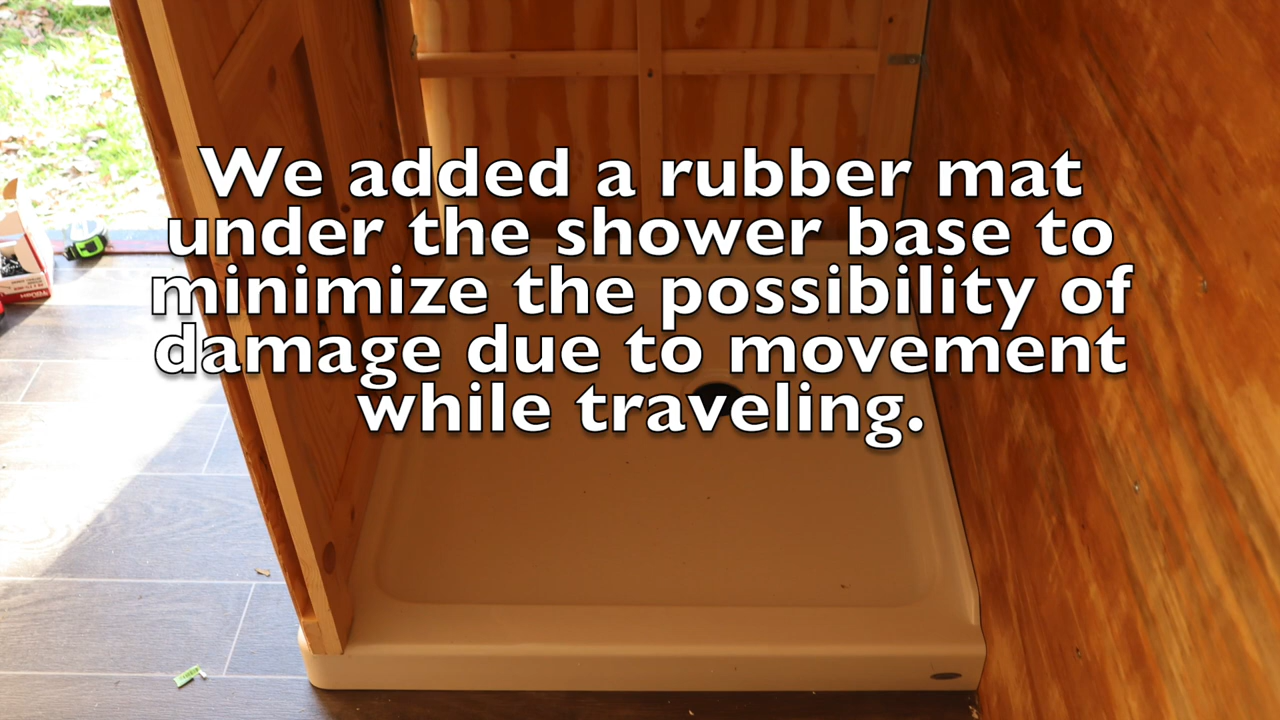 We added a rubber mat
under the shower base to
minimize the possibility of
damage due to movement
while traveling.